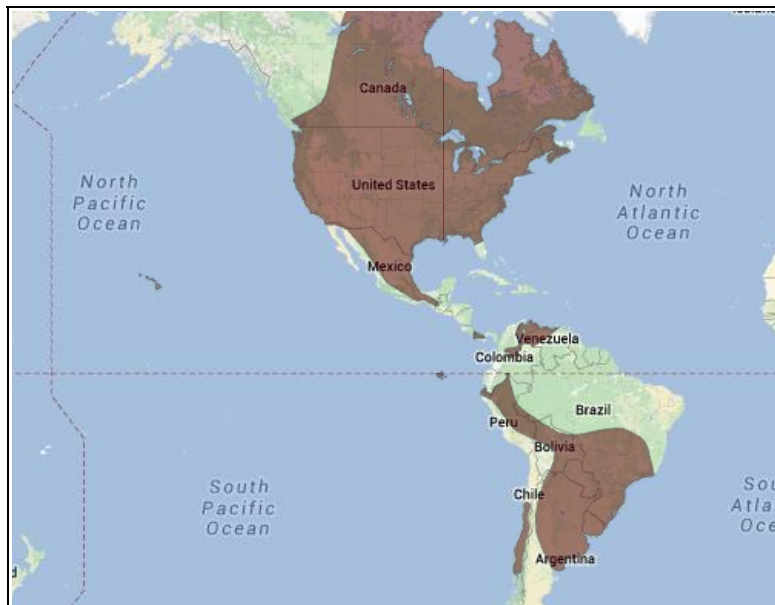 Canada
North
Pacific
Ocean
United States
North
Atlantic
Ocean
Mexico
Venezuela
Colombia
Brazil
Peru
Bolivia
South
Pacific
Ocean
Chile
Argentina